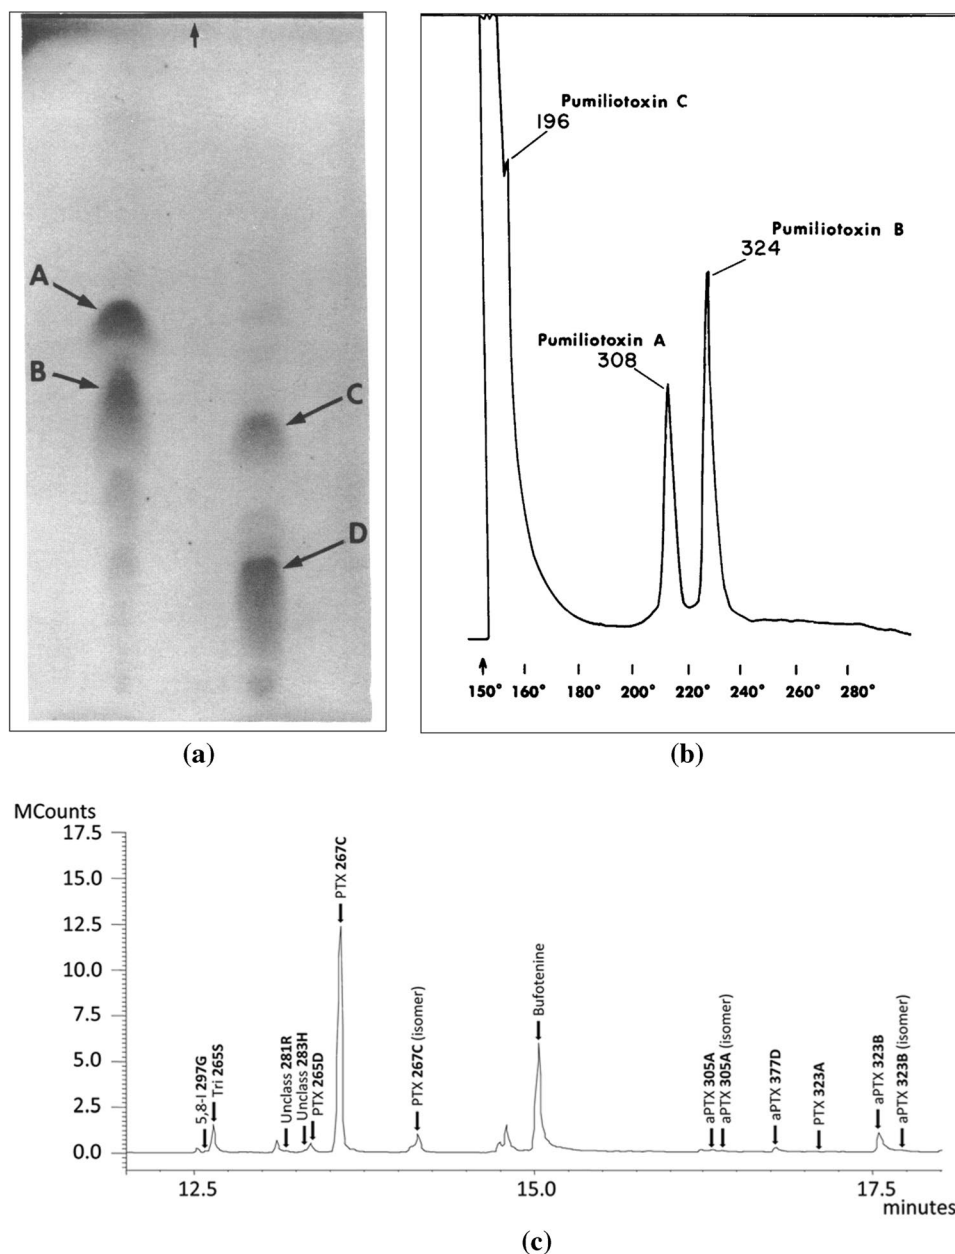 A
B
C
D
(a)
Pumiliotoxin C
196
Pumiliotoxin B
324
Pumiliotoxin A
308
150° 160° 180° 200° 220° 240° 260° 280°
(b)
MCounts
17.5
15.0
12.5
10.0
7.5
5.0
2.5
0.0
5,8-I 297G
Tri 265S
Unclass 281R
Unclass 283H
PTX 265D
PTX 267C
PTX 267C (isomer)
Bufotenine
aPTX 305A
aPTX 305A (isomer)
aPTX 377D
PTX 323A
aPTX 323B
aPTX 323B (isomer)
12.5 15.0 17.5
minutes
(c)